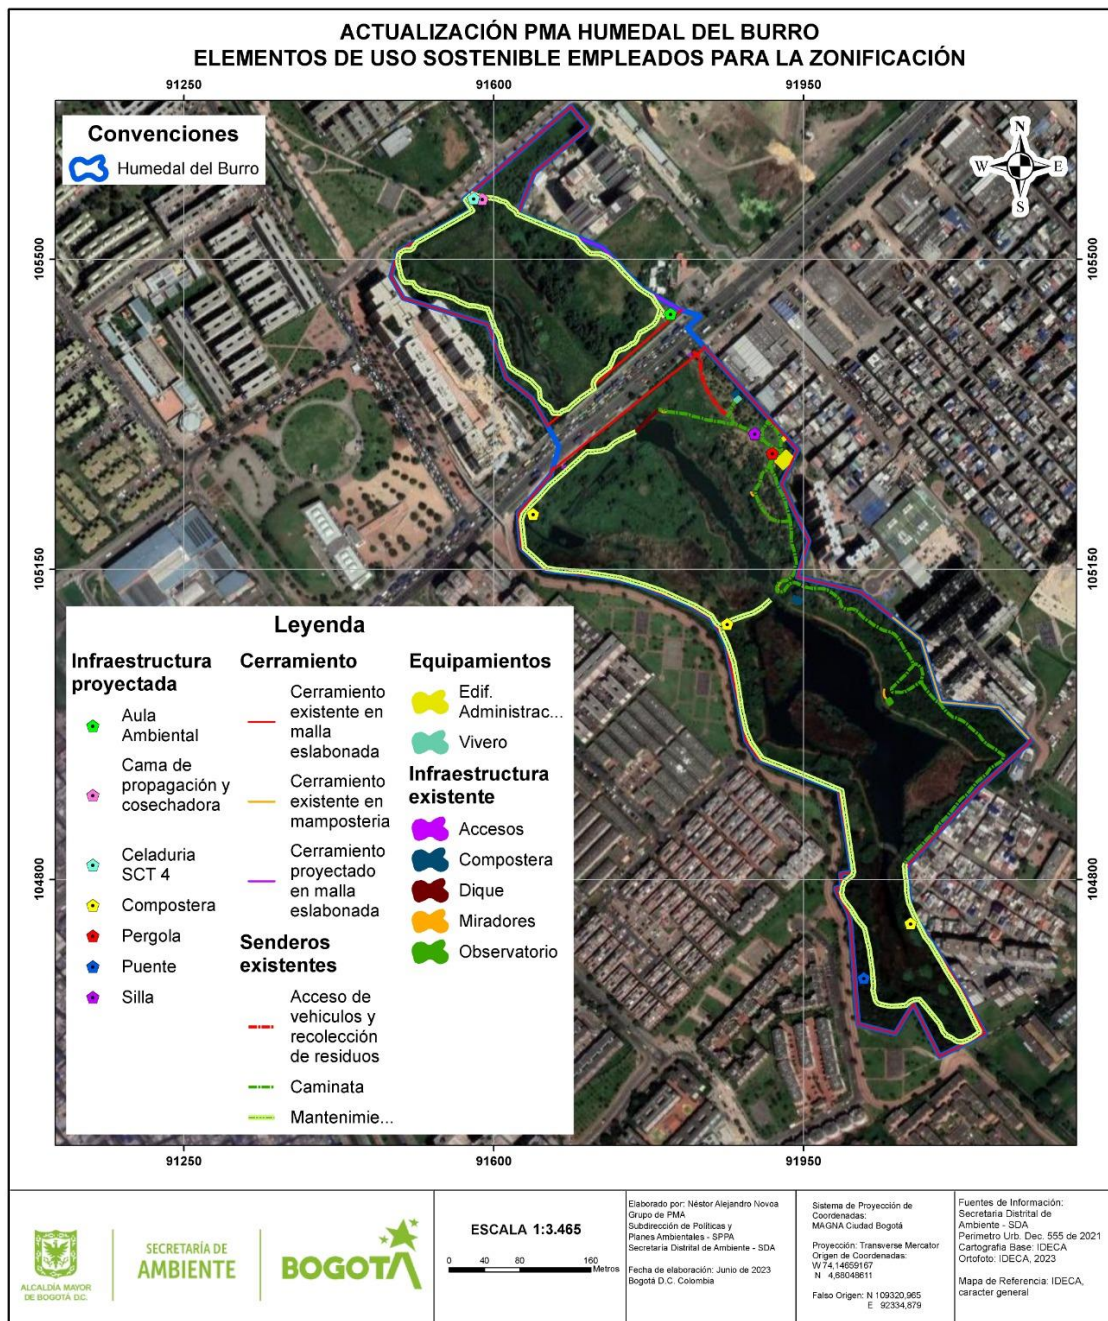 ACTUALIZACIÓN PMA HUMEDAL DEL BURRO
ELEMENTOS DE USO SOSTENIBLE EMPLEADOS PARA LA ZONIFICACIÓN
91250
91600
91950
Convenciones
Humedal del Burro
N
W
E
S
105500
105500
105150
105150
104800
104800
Leyenda
Infraestructura
proyectada
Aula
Ambiental
Cama de
propagación y
cosechadora
Celaduria
SCT 4
Compostera
Pergola
Puente
Silla
Cerramiento
Cerramiento
existente en
malla
eslabonada
Cerramiento
existente en
mamposteria
Cerramiento
proyectado
en malla
eslabonada
Senderos
existentes
Acceso de
vehiculos y
recolección
de residuos
Caminata
Mantenimie...
Equipamientos
Edif.
Administrac...
Vivero
Infraestructura
existente
Accesos
Compostera
Dique
Miradores
Observatorio
91250
91600
91950
ALCALDÍA MAYOR
DE BOGOTÁ D.C.
SECRETARÍA DE
AMBIENTE
BOGOTÁ
ESCALA 1:3.465
0 40 80 160
Metros
Elaborado por: Néstor Alejandro Novoa
Grupo de PMA
Subdirección de Políticas y
Planes Ambientales - SPPA
Secretaría Distrital de Ambiente - SDA
Fecha de elaboración: Junio de 2023
Bogotá D.C. Colombia
Sistema de Proyección de
Coordenadas:
MAGNA Ciudad Bogotá
Proyección: Transverse Mercator
Origen de Coordenadas:
W 74,14659167
N 4,68048611
Falso Origen: N 109320,965
E 92334,879
Fuentes de Información:
Secretaria Distrital de
Ambiente - SDA
Perimetro Urb. Dec. 555 de 2021
Cartografia Base: IDECA
Ortofoto: IDECA, 2023
Mapa de Referencia: IDECA,
caracter general